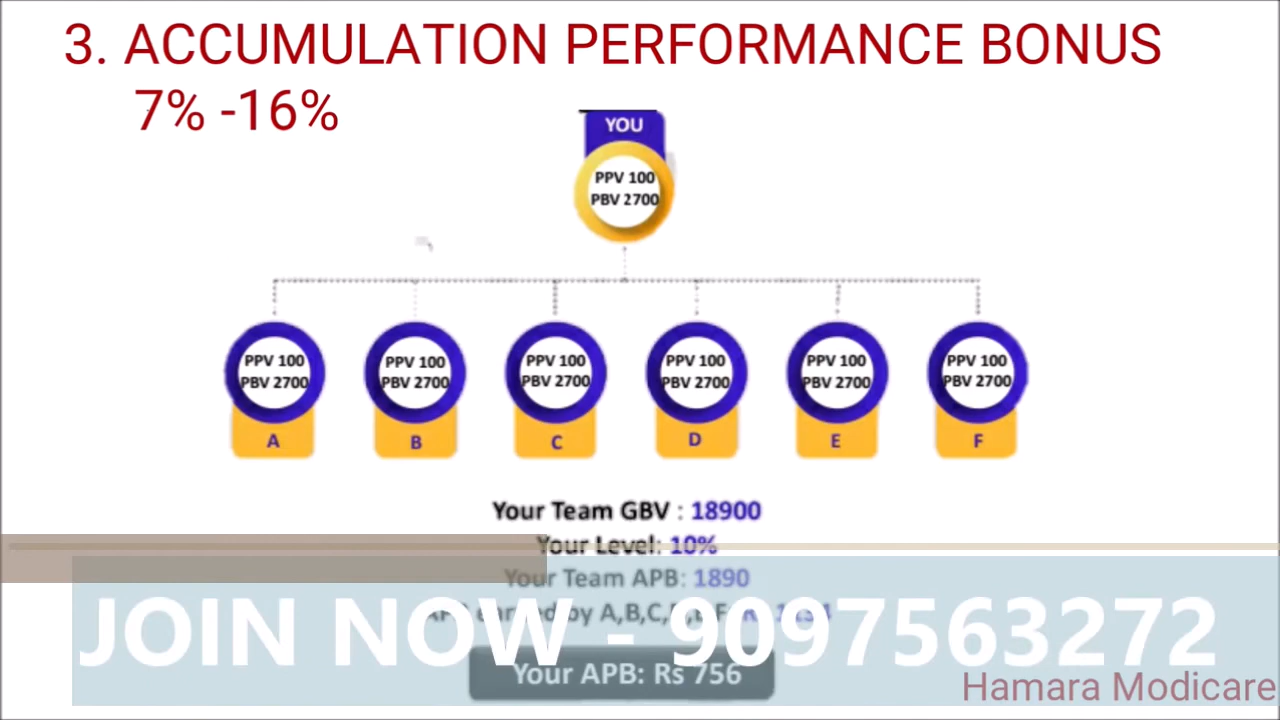 3. ACCUMULATION PERFORMANCE BONUS
7% -16%
YOU
PPV 100
PBV 2700
PPV 100 PPV 100 PPV 100 PPV 100 PPV 100 PPV 100
PBV 2700 PBV 2700 PBV 2700 PBV 2700 PBV 2700 PBV 2700
A B C D E F
Your Team GBV : 18900
Your Level: 10%
Your Team APB: 1890
by A,B,C,
JOIN NOW - 9097563272
Your APB: Rs 756
Hamara Modicare